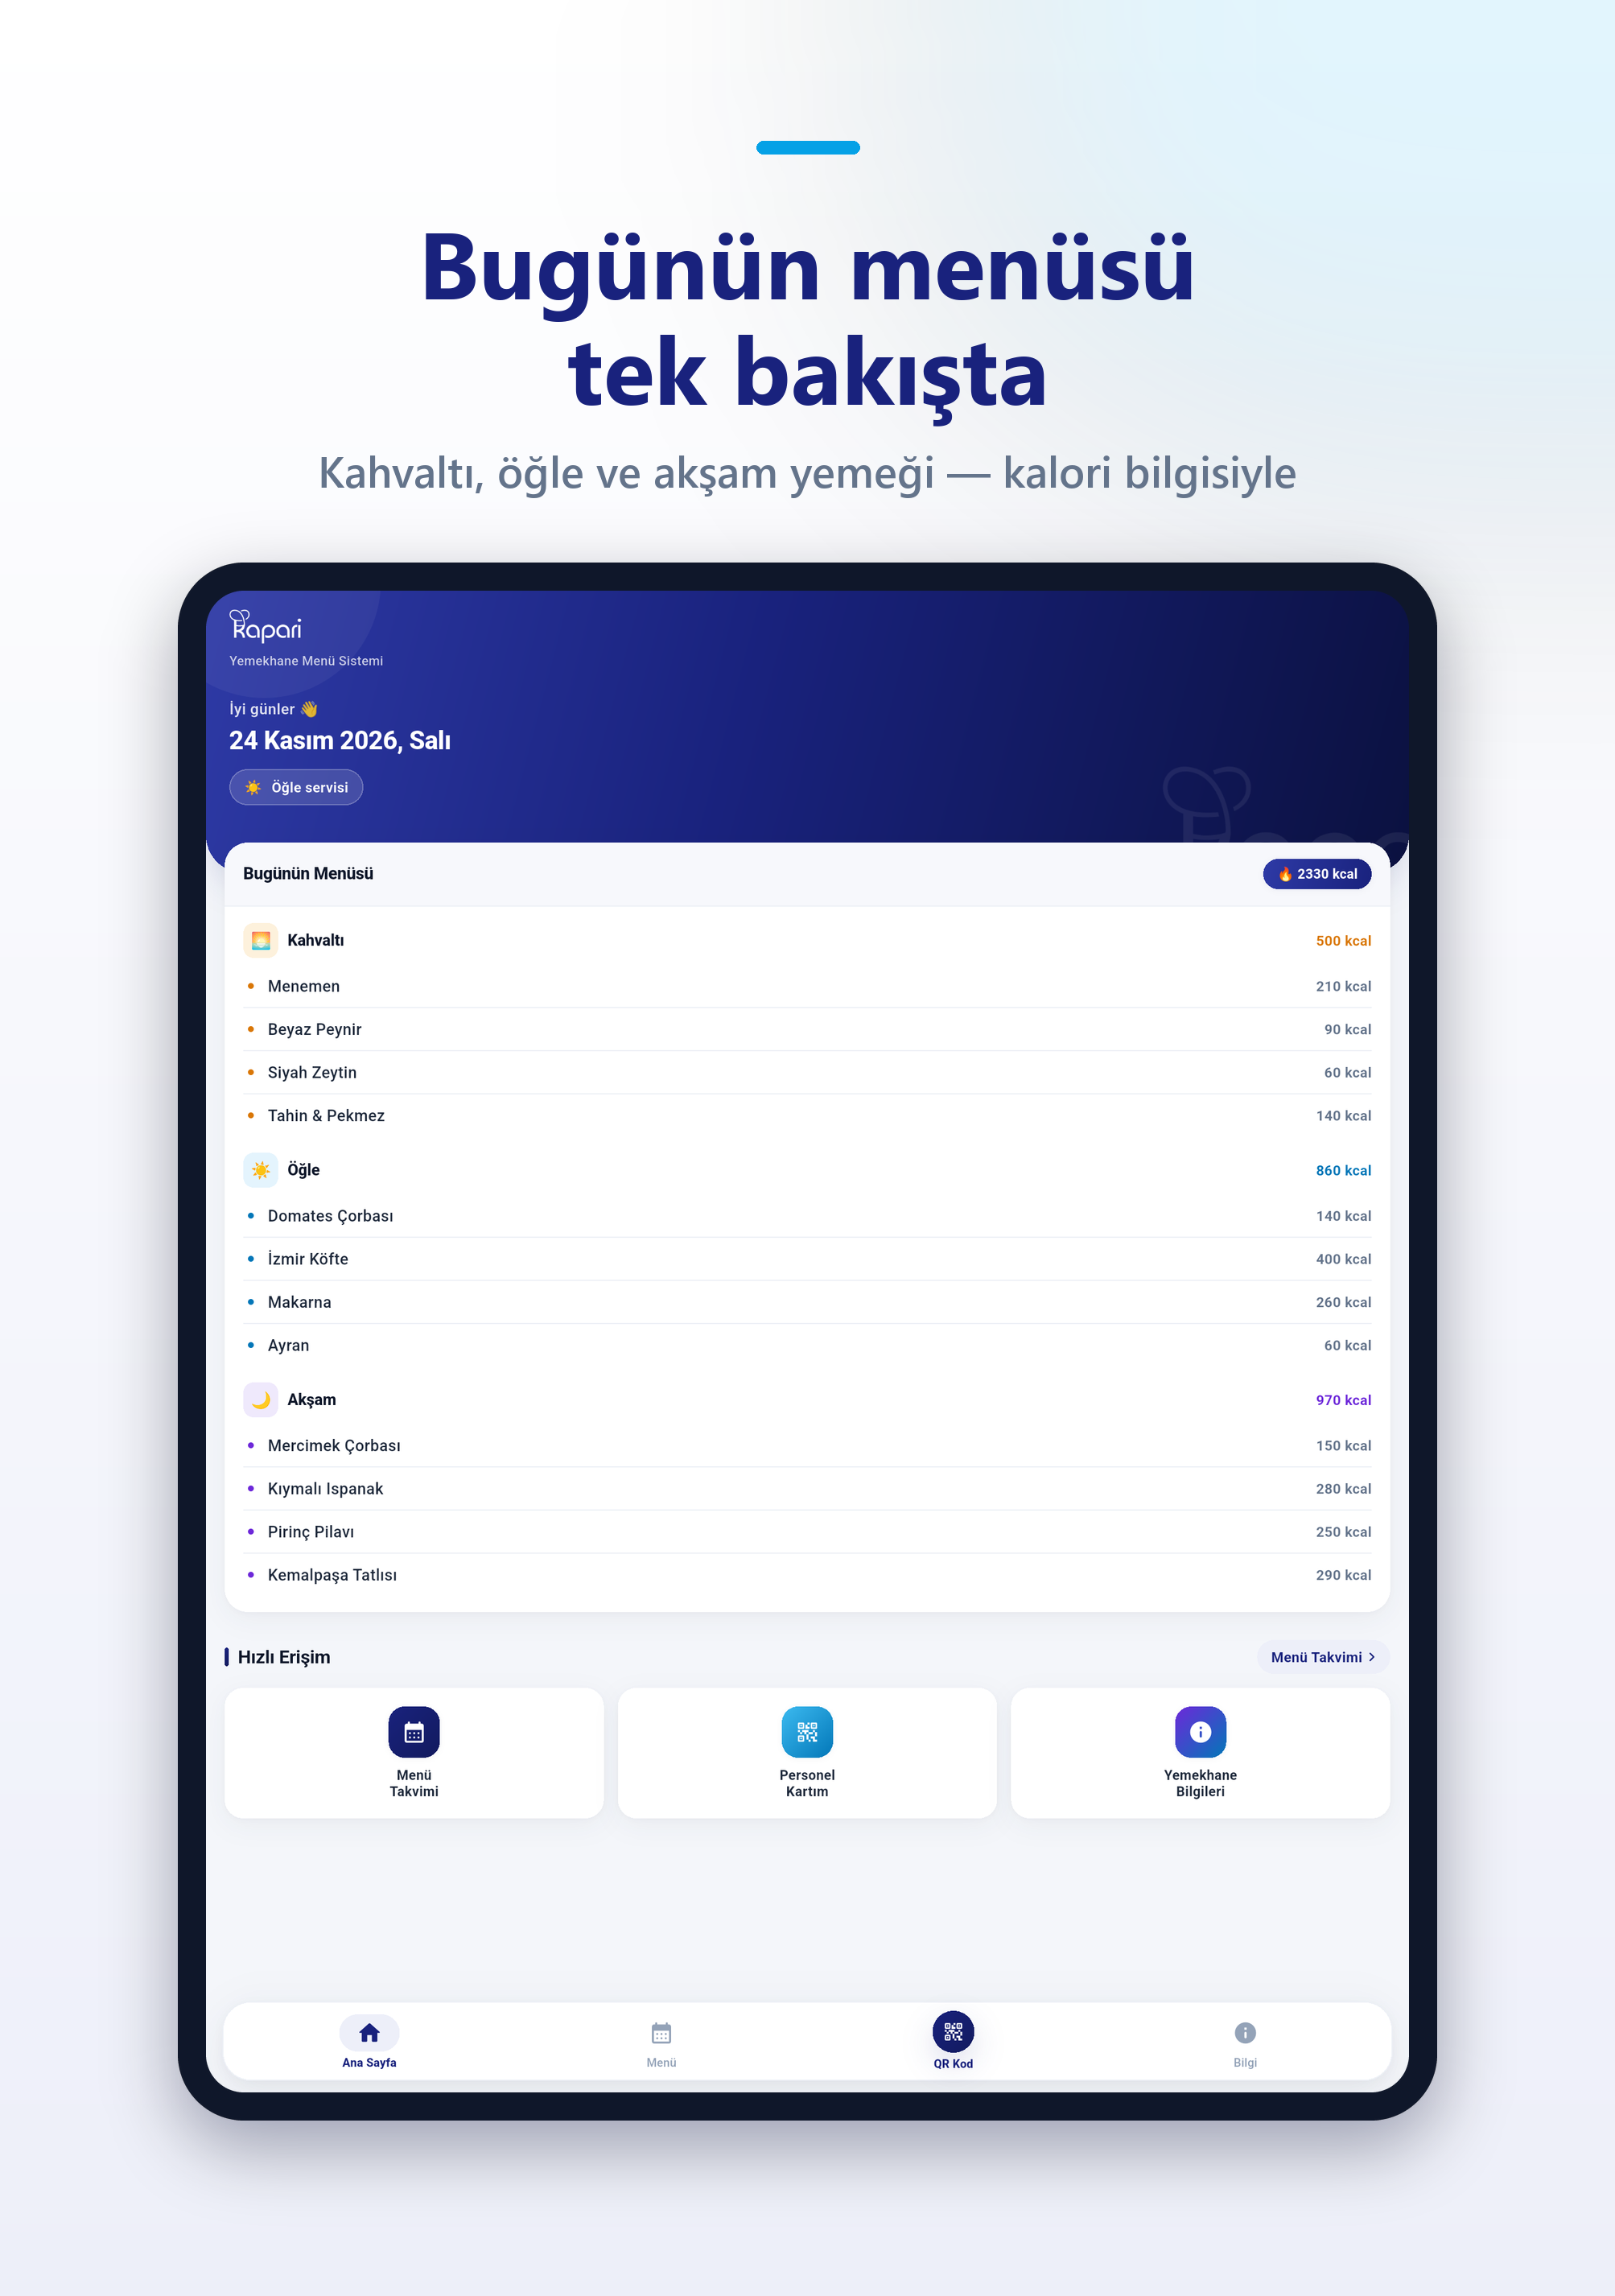 Bugünün menüsü
tek bakışta
Kahvaltı, öğle ve akşam yemeği — kalori bilgisiyle
Kapari
Yemekhane Menü Sistemi
İyi günler 👋
24 Kasım 2026, Salı
☀️ Öğle servisi
Bugünün Menüsü 🔥 2330 kcal
Kahvaltı 500 kcal
Menemen 210 kcal
Beyaz Peynir 90 kcal
Siyah Zeytin 60 kcal
Tahin & Pekmez 140 kcal
Öğle 860 kcal
Domates Çorbası 140 kcal
İzmir Köfte 400 kcal
Makarna 260 kcal
Ayran 60 kcal
Akşam 970 kcal
Mercimek Çorbası 150 kcal
Kıymalı Ispanak 280 kcal
Pirinç Pilavı 250 kcal
Kemalpaşa Tatlısı 290 kcal
Hızlı Erişim Menü Takvimi >
Menü
Takvimi
Personel
Kartım
Yemekhane
Bilgileri
Ana Sayfa Menü QR Kod Bilgi